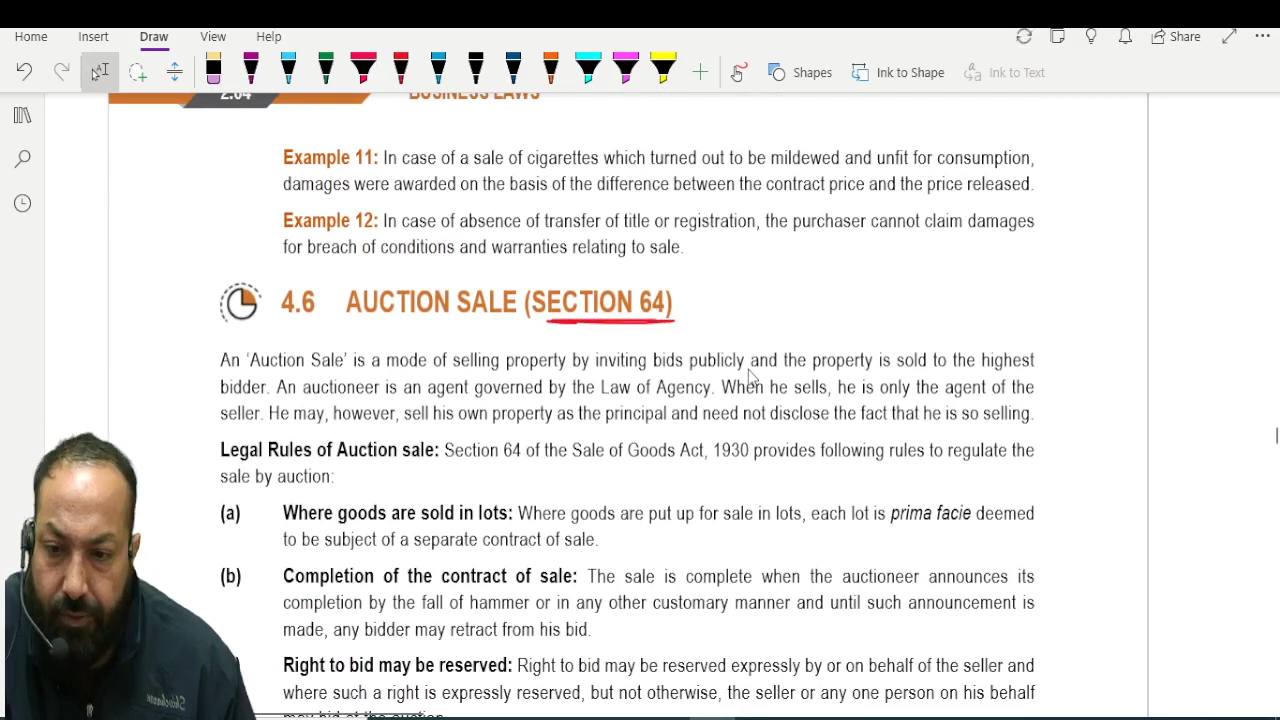 Home Insert Draw View Help
Share
Shapes Ink to Shape Ink to Text
2.64 BUSINESS LAWS
Example 11: In case of a sale of cigarettes which turned out to be mildewed and unfit for consumption,
damages were awarded on the basis of the difference between the contract price and the price released.
Example 12: In case of absence of transfer of title or registration, the purchaser cannot claim damages
for breach of conditions and warranties relating to sale.
4.6 AUCTION SALE (SECTION 64)
An ‘Auction Sale’ is a mode of selling property by inviting bids publicly and the property is sold to the highest
bidder. An auctioneer is an agent governed by the Law of Agency. When he sells, he is only the agent of the
seller. He may, however, sell his own property as the principal and need not disclose the fact that he is so selling.
Legal Rules of Auction sale: Section 64 of the Sale of Goods Act, 1930 provides following rules to regulate the
sale by auction:
(a) Where goods are sold in lots: Where goods are put up for sale in lots, each lot is prima facie deemed
to be subject of a separate contract of sale.
(b) Completion of the contract of sale: The sale is complete when the auctioneer announces its
completion by the fall of hammer or in any other customary manner and until such announcement is
made, any bidder may retract from his bid.
Right to bid may be reserved: Right to bid may be reserved expressly by or on behalf of the seller and
where such a right is expressly reserved, but not otherwise, the seller or any one person on his behalf
may bid at the auction.